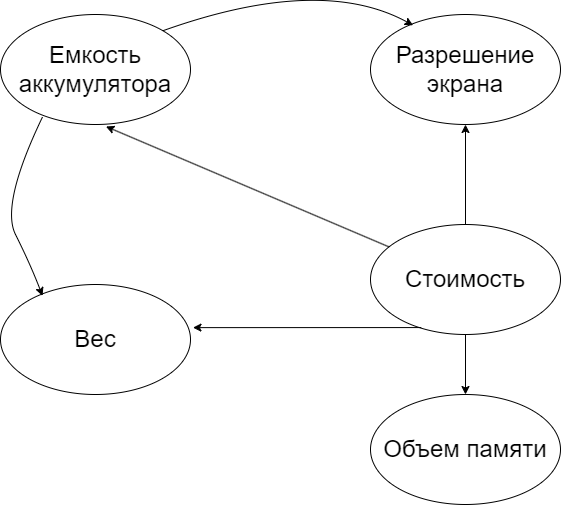 Емкость
аккумулятора
Разрешение
экрана
Стоимость
Вес
Объем памяти